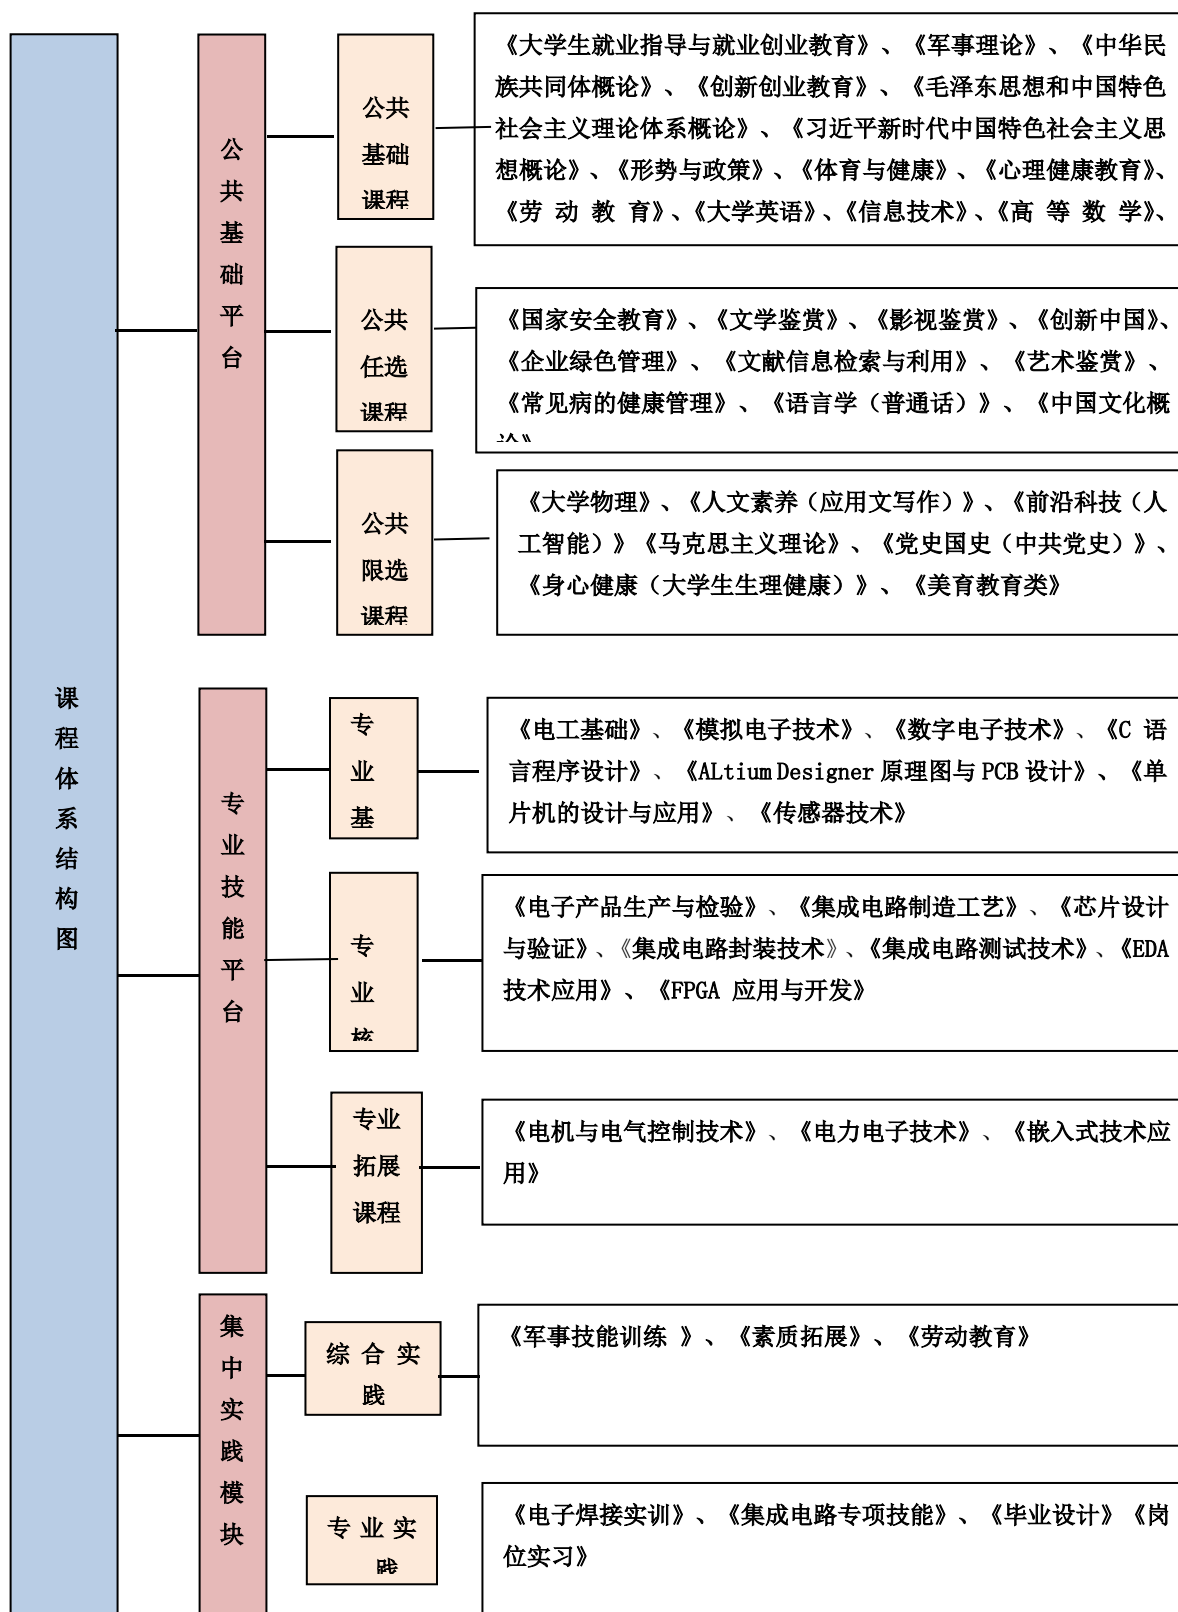 课程体系结构图
公共基础平台
公共
基础
课程
《大学生就业指导与就业创业教育》、《军事理论》、《中华民
族共同体概论》、《创新创业教育》、《毛泽东思想和中国特色
社会主义理论体系概论》、《习近平新时代中国特色社会主义思
想概论》、《形势与政策》、《体育与健康》、《心理健康教育》、
《劳 动 教 育》、《大学英语》、《信息技术》、《高 等 数 学》、
公共
任选
课程
《国家安全教育》、《文学鉴赏》、《影视鉴赏》、《创新中国》、
《企业绿色管理》、《文献信息检索与利用》、《艺术鉴赏》、
《常见病的健康管理》、《语言学（普通话）》、《中国文化概
论》
公共
限选
课程
《大学物理》、《人文素养（应用文写作）》、《前沿科技（人
工智能）》《马克思主义理论》、《党史国史（中共党史）》、
《身心健康（大学生生理健康）》、《美育教育类》
专业技能平台
专
业
基
《电工基础》、《模拟电子技术》、《数字电子技术》、《C 语
言程序设计》、《ALtium Designer 原理图与 PCB 设计》、《单
片机的设计与应用》、《传感器技术》
专
业
核
《电子产品生产与检验》、《集成电路制造工艺》、《芯片设计
与验证》、《集成电路封装技术》、《集成电路测试技术》、《EDA
技术应用》、《FPGA 应用与开发》
专业
拓展
课程
《电机与电气控制技术》、《电力电子技术》、《嵌入式技术应
用》
集中实践模块
综 合 实
践
《军事技能训练 》、《素质拓展》、《劳动教育》
专 业 实
践
《电子焊接实训》、《集成电路专项技能》、《毕业设计》《岗
位实习》